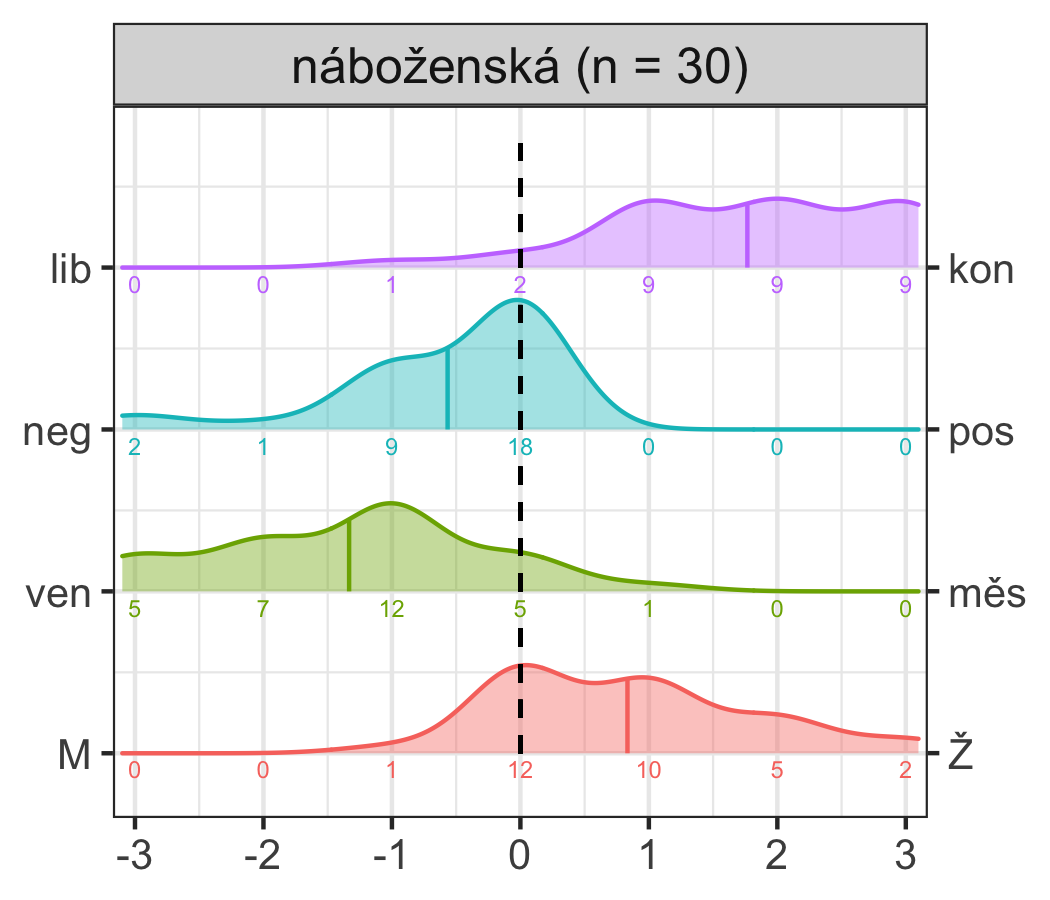 náboženská (n = 30)
lib kon
0 0 1 2 9 9 9
neg pos
2 1 9 18 0 0 0
ven měs
5 7 12 5 1 0 0
M Ž
0 0 1 12 10 5 2
-3 -2 -1 0 1 2 3